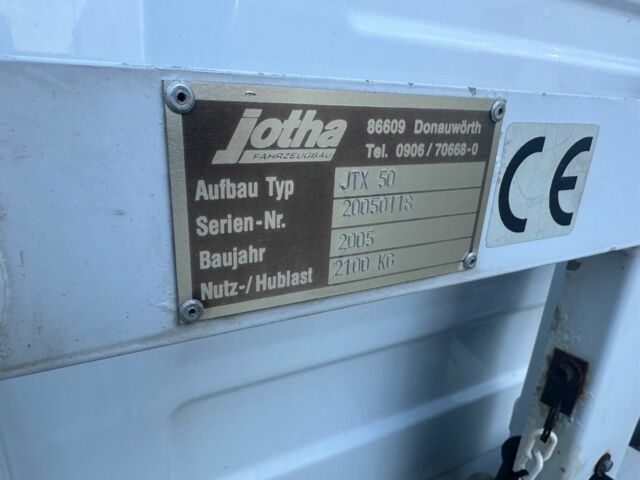 jotha
FAHRZEUGBAU
86609 Donauwörth
Tel. 0906/70668-0
Aufbau Typ JTX 50
Serien-Nr. 20050118
Baujahr 2005
Nutz-/Hublast 2100 KG
CE